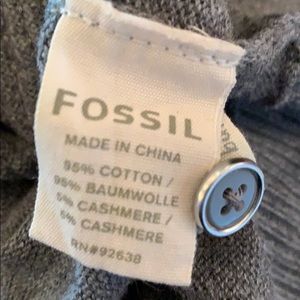 FOSSIL
MADE IN CHINA
95% COTTON /
95% BAUMWOLLE
5% CASHMERE /
5% CASHMERE
RN#92638